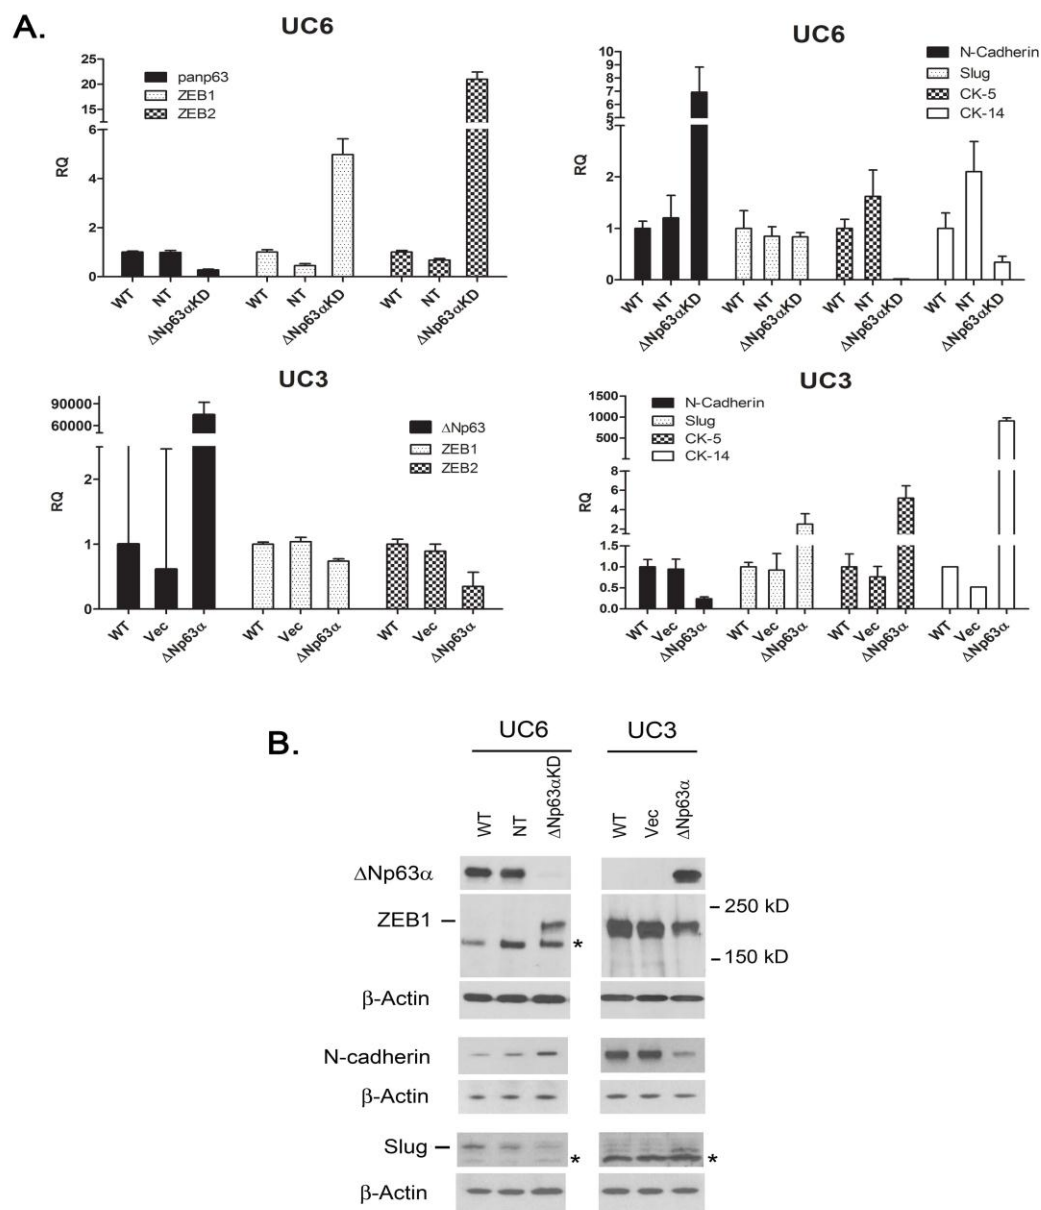 A.
UC6
panp63
ZEB1
ZEB2
RQ
25
20
15
10
6
4
2
0
WT
NT
ΔNp63αKD
WT
NT
ΔNp63αKD
WT
NT
ΔNp63αKD
UC6
N-Cadherin
Slug
CK-5
CK-14
RQ
10
9
8
7
6
5
3
2
1
0
WT
NT
ΔNp63αKD
WT
NT
ΔNp63αKD
WT
NT
ΔNp63αKD
WT
NT
ΔNp63αKD
UC3
ΔNp63
ZEB1
ZEB2
RQ
90000
60000
2
1
0
WT
Vec
ΔNp63α
WT
Vec
ΔNp63α
WT
Vec
ΔNp63α
UC3
N-Cadherin
Slug
CK-5
CK-14
RQ
1500
1000
500
8
6
4
2
1.0
0.5
0.0
WT
Vec
ΔNp63α
WT
Vec
ΔNp63α
WT
Vec
ΔNp63α
WT
Vec
ΔNp63α
B.
UC6 UC3
WT NT ΔNp63αKD WT Vec ΔNp63α
ΔNp63α
ZEB1 – – 250 kD
*
– 150 kD
β-Actin
N-cadherin
β-Actin
Slug –
* *
β-Actin